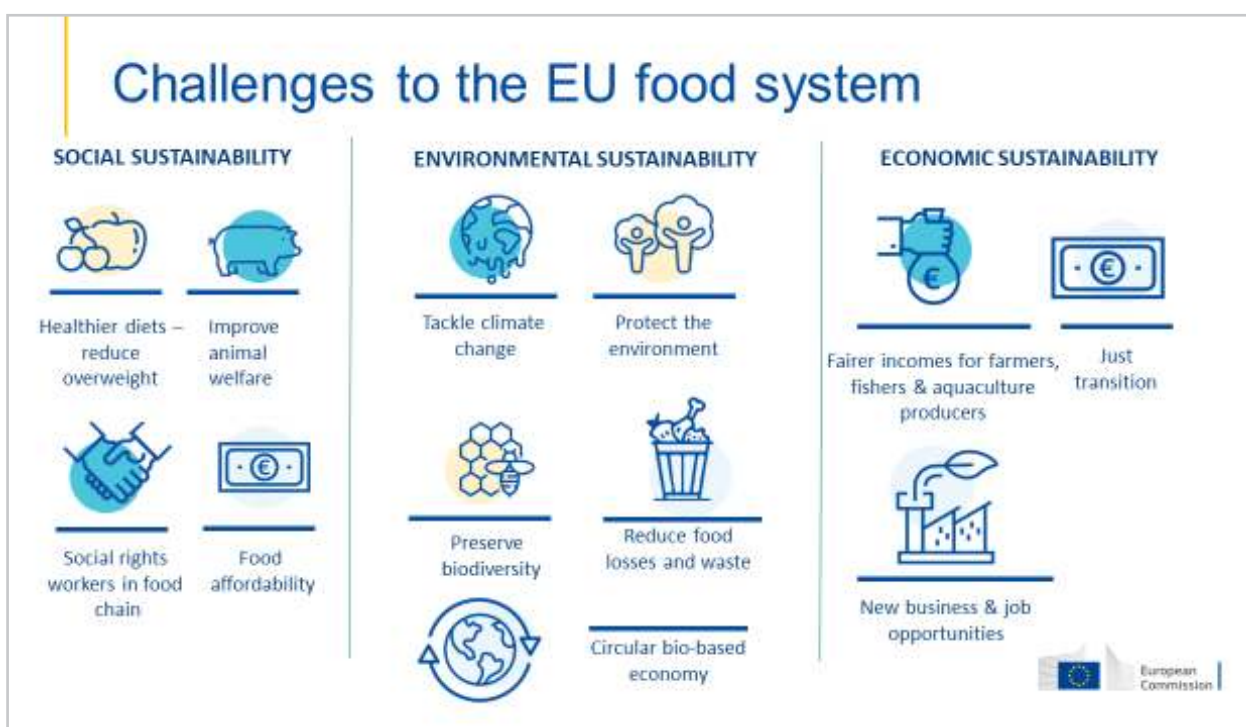 Challenges to the EU food system
SOCIAL SUSTAINABILITY
Healthier diets –
reduce
overweight
Improve
animal
welfare
Social rights
workers in food
chain
€
Food
affordability
ENVIRONMENTAL SUSTAINABILITY
Tackle climate
change
Protect the
environment
Preserve
biodiversity
Reduce food
losses and waste
Circular bio-based
economy
ECONOMIC SUSTAINABILITY
€
Fairer incomes for farmers,
fishers & aquaculture
producers
€
Just
transition
New business & job
opportunities
European
Commission